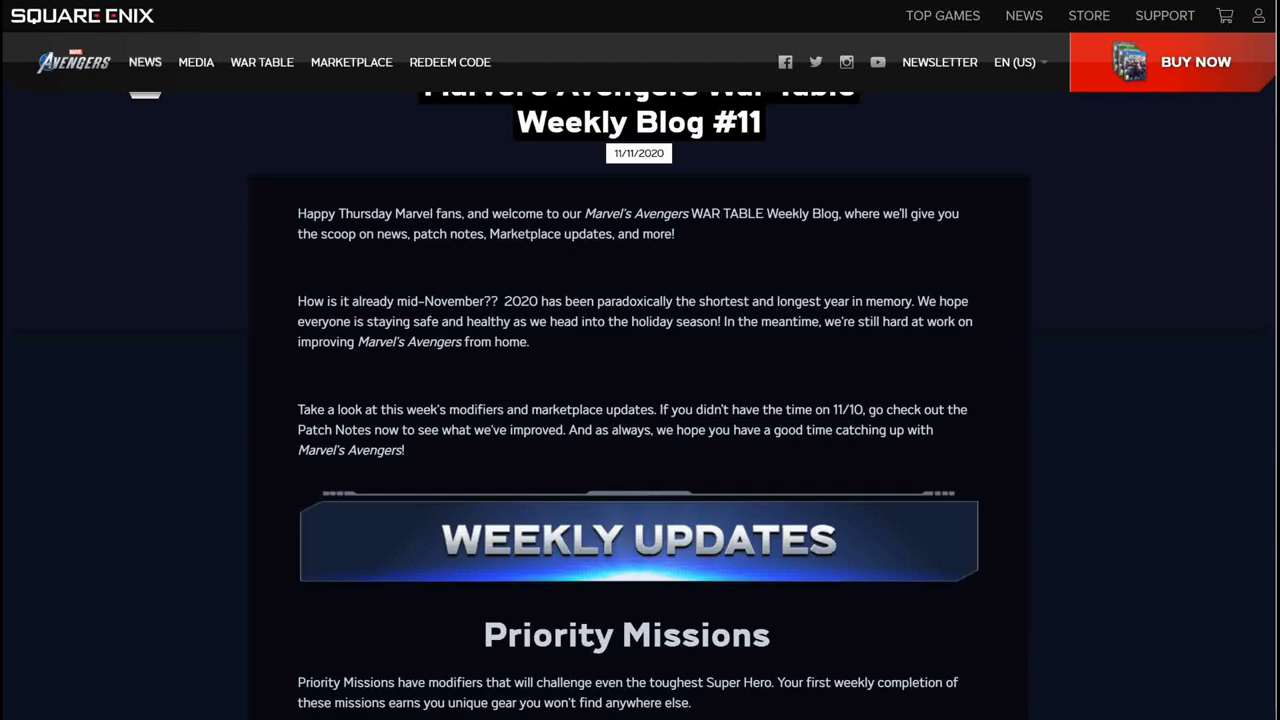 SQUARE ENIX
TOP GAMES NEWS STORE SUPPORT
MARVEL AVENGERS NEWS MEDIA WAR TABLE MARKETPLACE REDEEM CODE NEWSLETTER EN (US) BUY NOW
Marvel's Avengers War Table
Weekly Blog #11
11/11/2020
Happy Thursday Marvel fans, and welcome to our Marvel's Avengers WAR TABLE Weekly Blog, where we'll give you
the scoop on news, patch notes, Marketplace updates, and more!
How is it already mid-November?? 2020 has been paradoxically the shortest and longest year in memory. We hope
everyone is staying safe and healthy as we head into the holiday season! In the meantime, we're still hard at work on
improving Marvel's Avengers from home.
Take a look at this week's modifiers and marketplace updates. If you didn't have the time on 11/10, go check out the
Patch Notes now to see what we've improved. And as always, we hope you have a good time catching up with
Marvel's Avengers!
WEEKLY UPDATES
Priority Missions
Priority Missions have modifiers that will challenge even the toughest Super Hero. Your first weekly completion of
these missions earns you unique gear you won't find anywhere else.